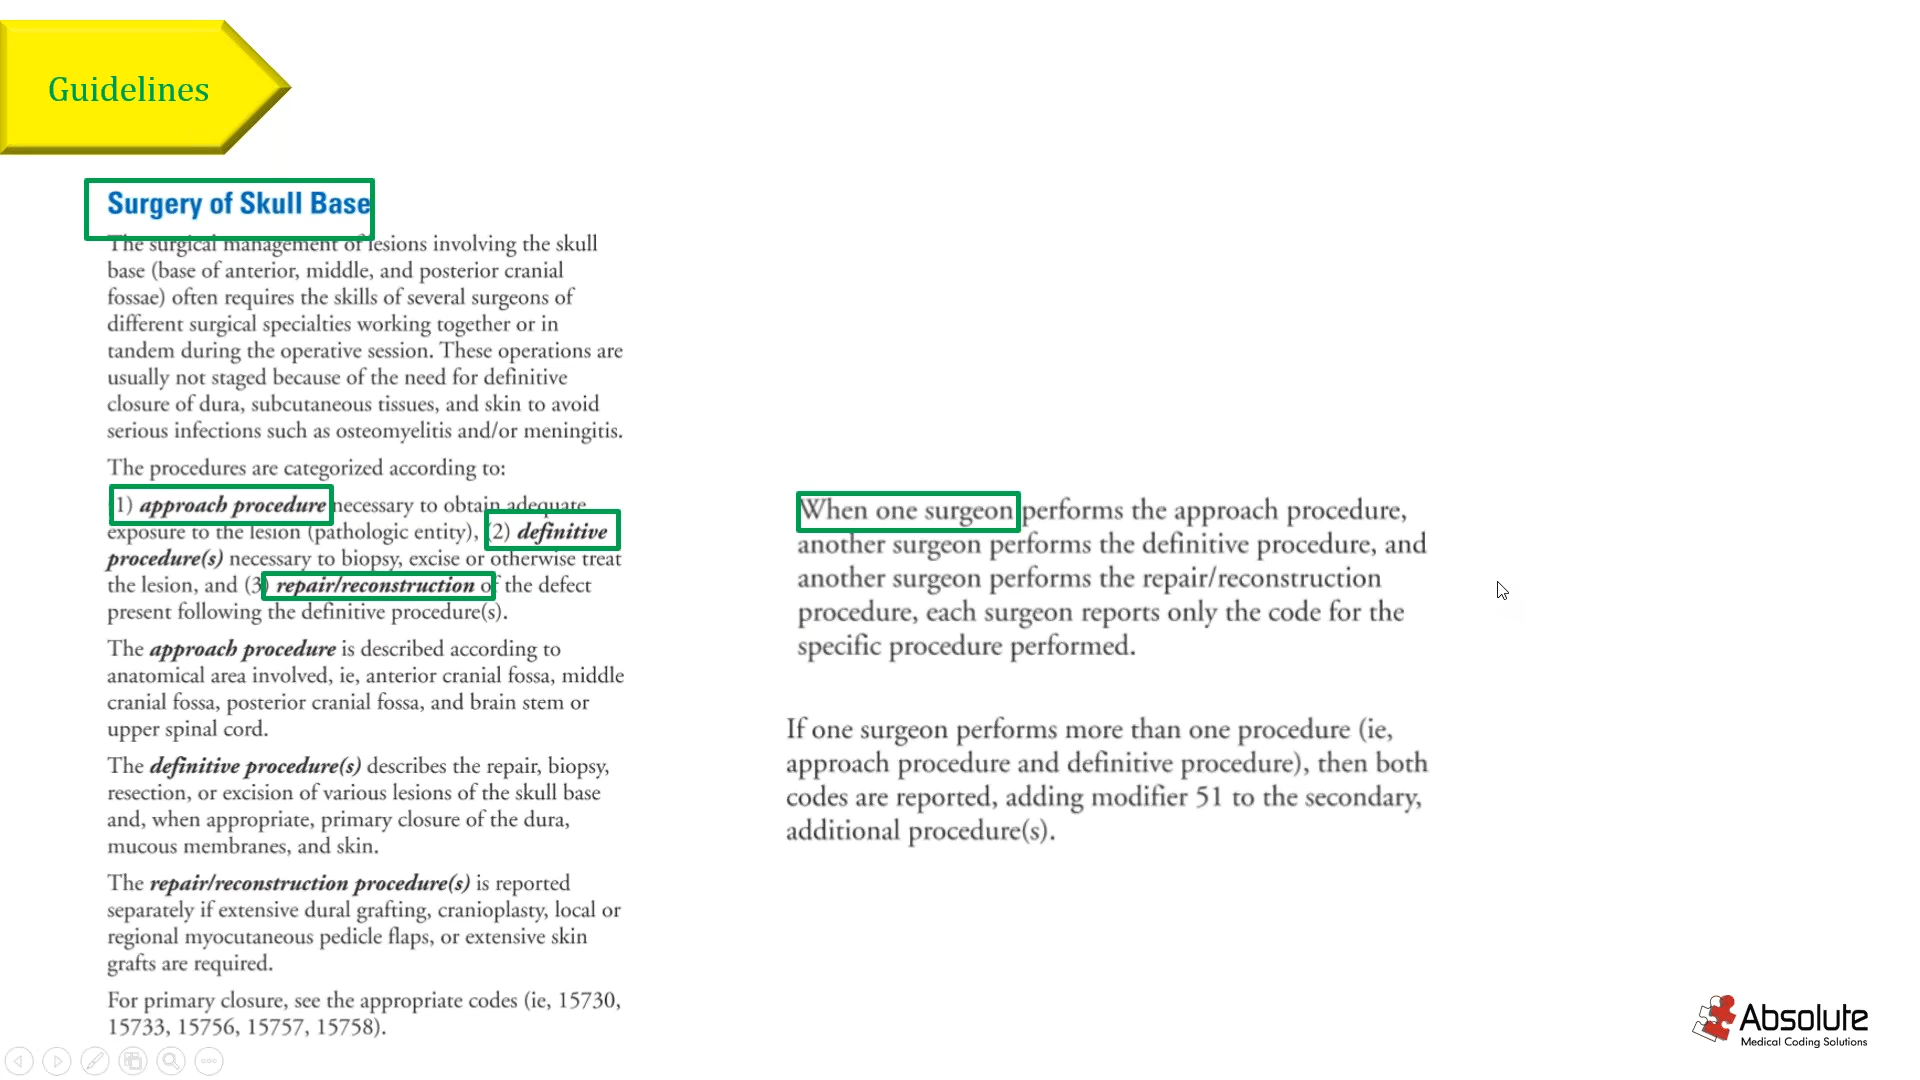 Guidelines
Surgery of Skull Base
The surgical management of lesions involving the skull
base (base of anterior, middle, and posterior cranial
fossae) often requires the skills of several surgeons of
different surgical specialties working together or in
tandem during the operative session. These operations are
usually not staged because of the need for definitive
closure of dura, subcutaneous tissues, and skin to avoid
serious infections such as osteomyelitis and/or meningitis.
The procedures are categorized according to:
(1) approach procedure necessary to obtain adequate
exposure to the lesion (pathologic entity), (2) definitive
procedure(s) necessary to biopsy, excise or otherwise treat
the lesion, and (3) repair/reconstruction of the defect
present following the definitive procedure(s).
The approach procedure is described according to
anatomical area involved, ie, anterior cranial fossa, middle
cranial fossa, posterior cranial fossa, and brain stem or
upper spinal cord.
The definitive procedure(s) describes the repair, biopsy,
resection, or excision of various lesions of the skull base
and, when appropriate, primary closure of the dura,
mucous membranes, and skin.
The repair/reconstruction procedure(s) is reported
separately if extensive dural grafting, cranioplasty, local or
regional myocutaneous pedicle flaps, or extensive skin
grafts are required.
For primary closure, see the appropriate codes (ie, 15730,
15733, 15756, 15757, 15758).
When one surgeon performs the approach procedure,
another surgeon performs the definitive procedure, and
another surgeon performs the repair/reconstruction
procedure, each surgeon reports only the code for the
specific procedure performed.
If one surgeon performs more than one procedure (ie,
approach procedure and definitive procedure), then both
codes are reported, adding modifier 51 to the secondary,
additional procedure(s).
Absolute
Medical Coding Solutions